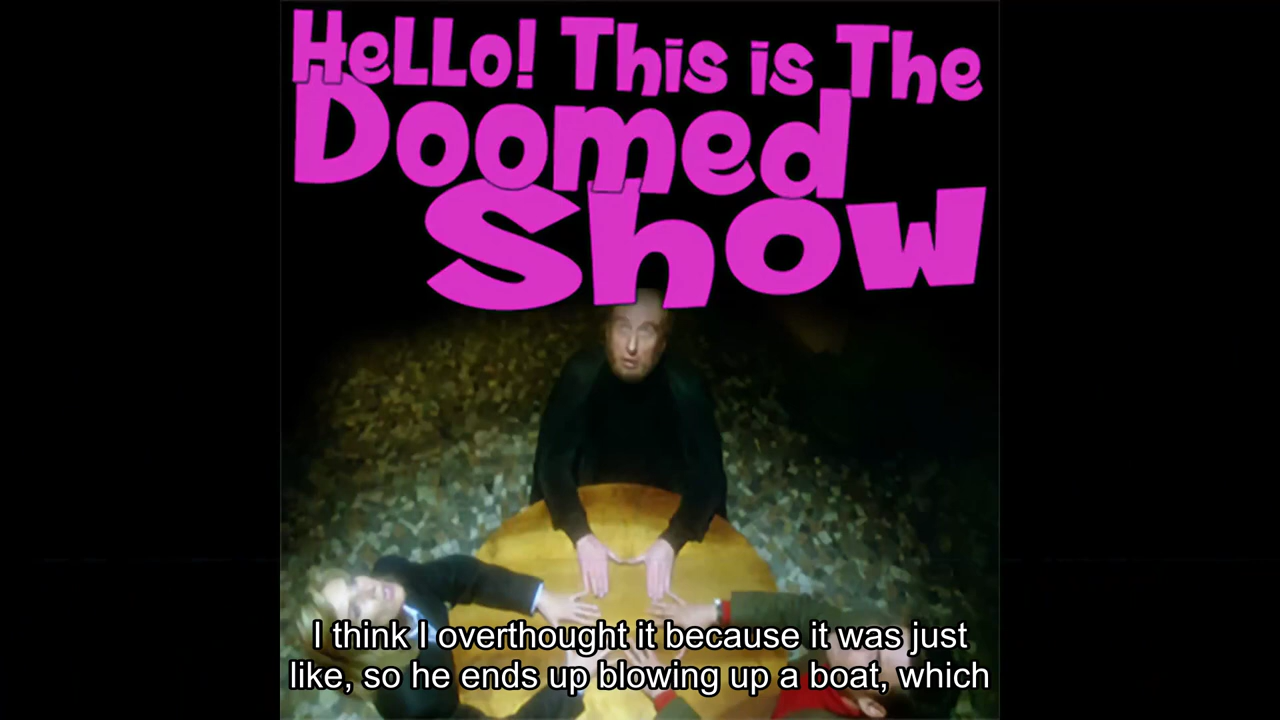 HeLLo! This is The
Doomed
Show
I think I overthought it because it was just
like, so he ends up blowing up a boat, which